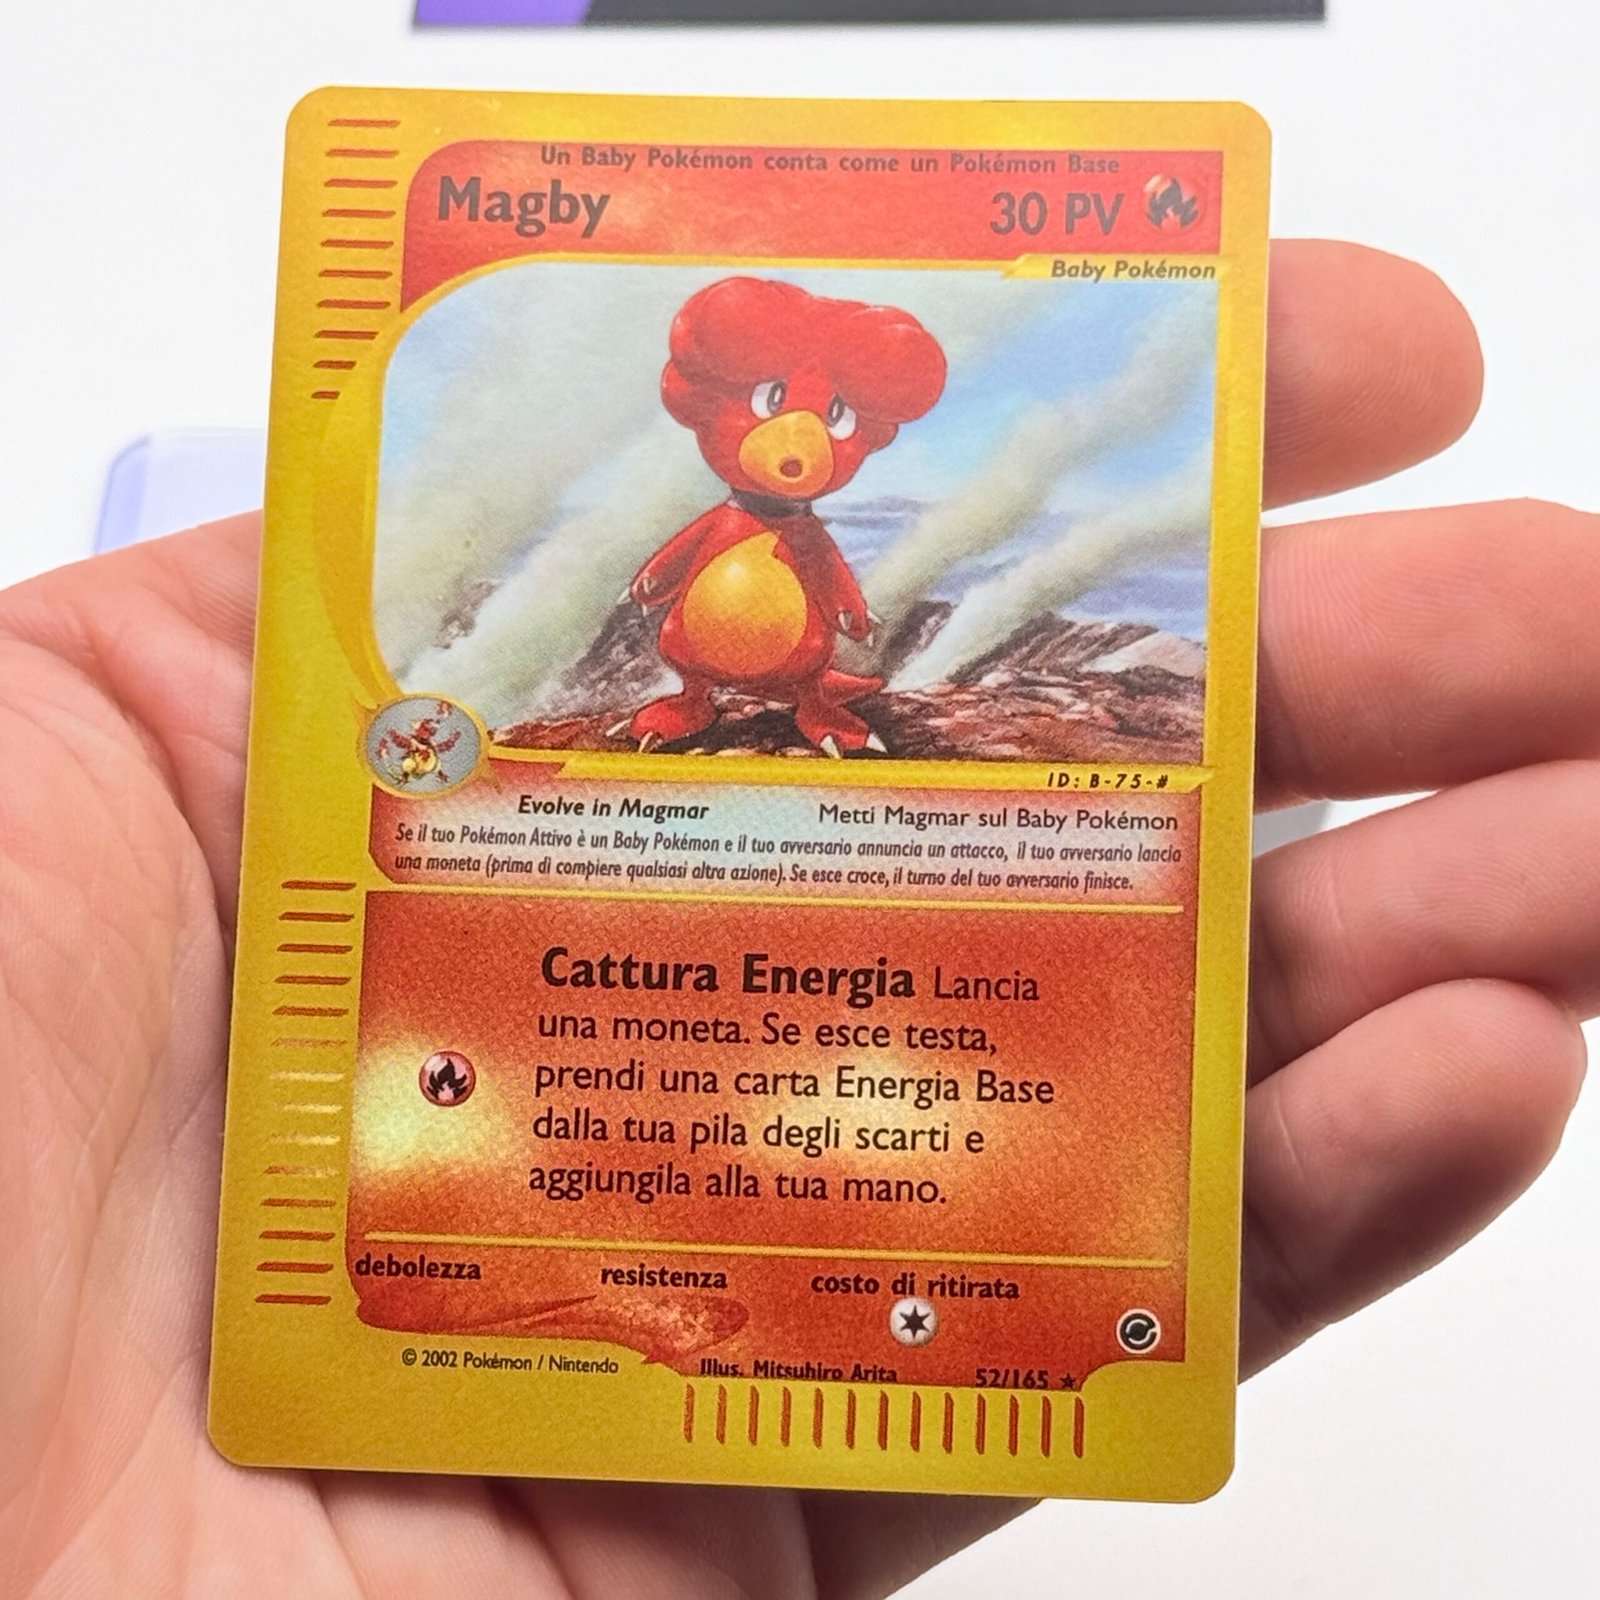 Un Baby Pokémon conta come un Pokémon Base
Magby 30 PV
Baby Pokémon
ID: B-75-#
Evolve in Magmar Metti Magmar sul Baby Pokémon
Se il tuo Pokémon Attivo è un Baby Pokémon e il tuo avversario annuncia un attacco, il tuo avversario lancia
una moneta (prima di compiere qualsiasi altra azione). Se esce croce, il turno del tuo avversario finisce.
Cattura Energia Lancia
una moneta. Se esce testa,
prendi una carta Energia Base
dalla tua pila degli scarti e
aggiungila alla tua mano.
debolezza resistenza costo di ritirata
© 2002 Pokémon / Nintendo Illus. Mitsuhiro Arita 52/165 ★